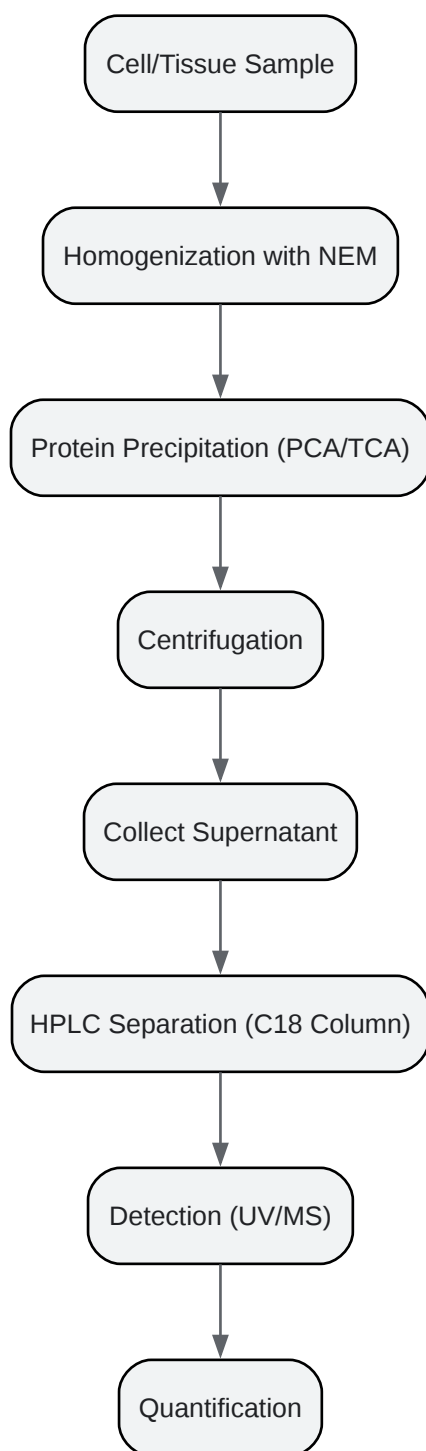 Cell/Tissue Sample
Homogenization with NEM
Protein Precipitation (PCA/TCA)
Centrifugation
Collect Supernatant
HPLC Separation (C18 Column)
Detection (UV/MS)
Quantification